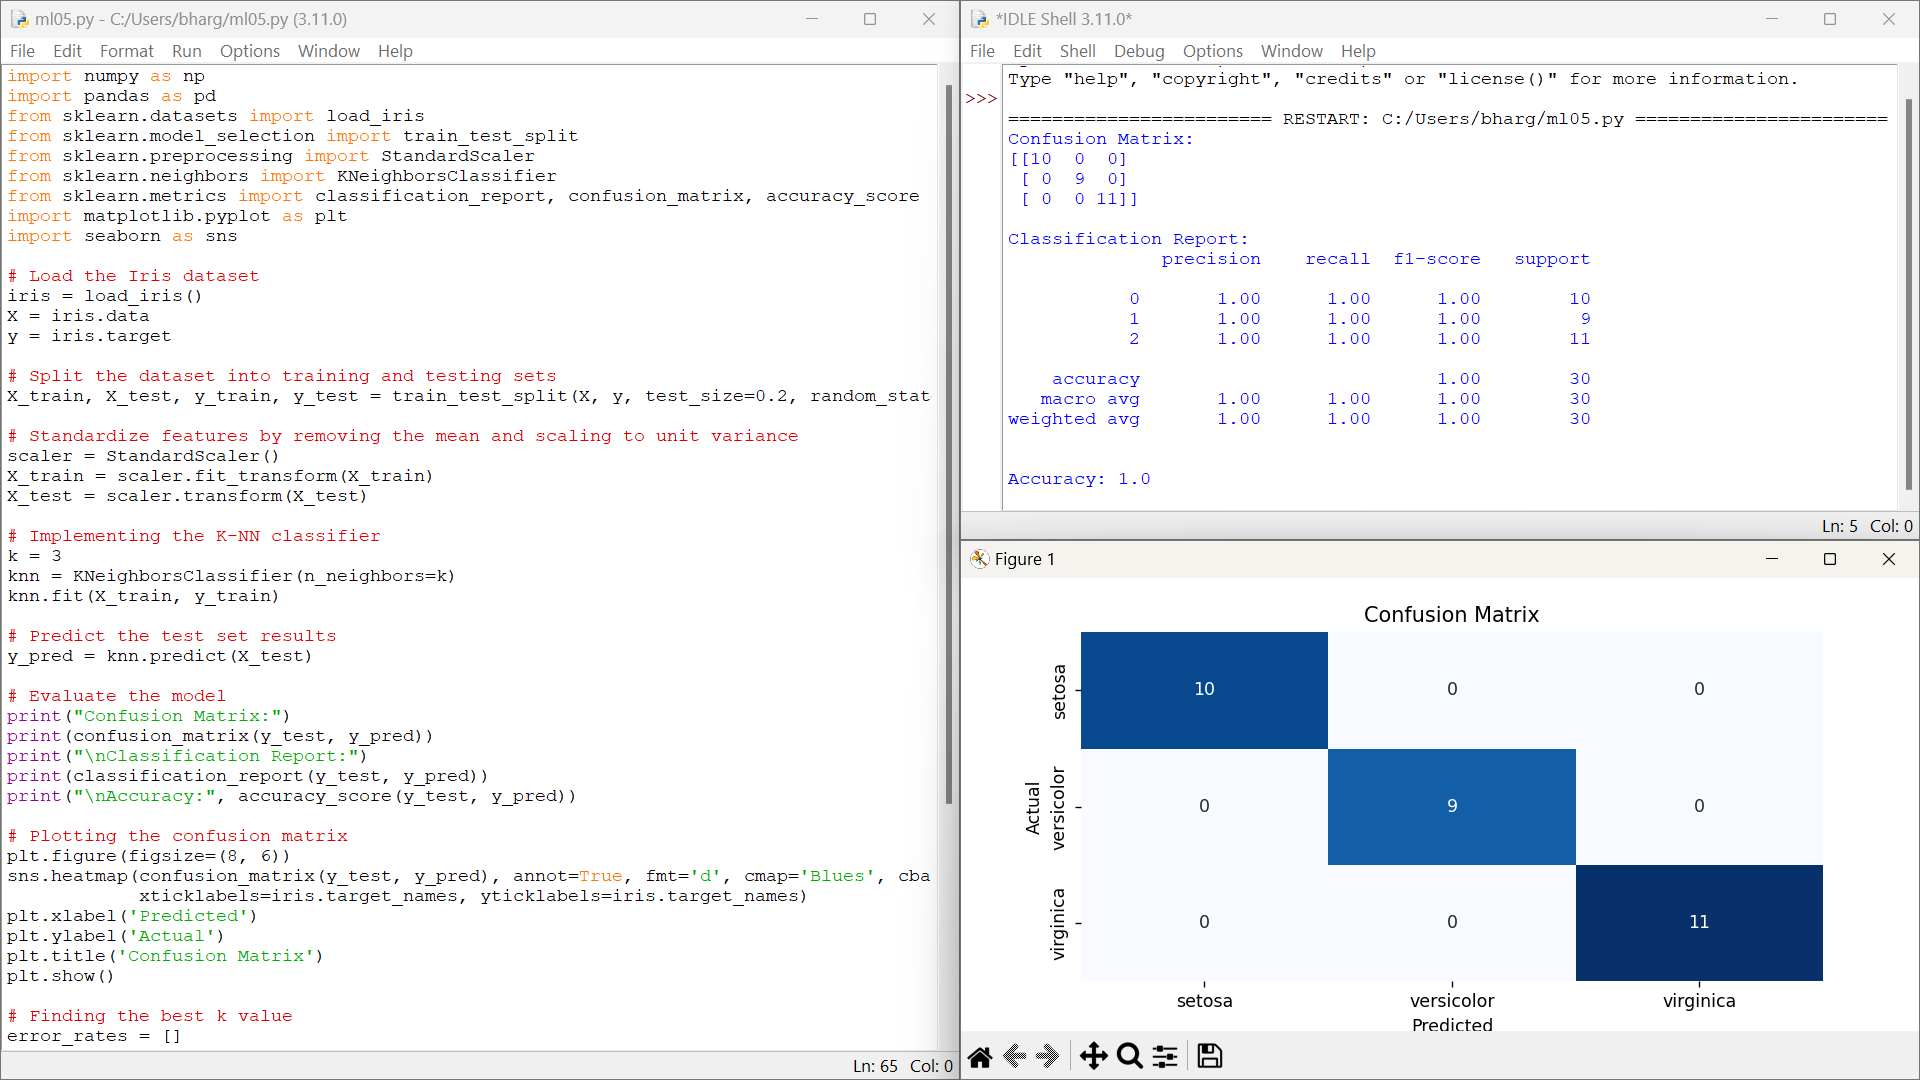 ml05.py - C:/Users/bharg/ml05.py (3.11.0)
File Edit Format Run Options Window Help
import numpy as np
import pandas as pd
from sklearn.datasets import load_iris
from sklearn.model_selection import train_test_split
from sklearn.preprocessing import StandardScaler
from sklearn.neighbors import KNeighborsClassifier
from sklearn.metrics import classification_report, confusion_matrix, accuracy_score
import matplotlib.pyplot as plt
import seaborn as sns

# Load the Iris dataset
iris = load_iris()
X = iris.data
y = iris.target

# Split the dataset into training and testing sets
X_train, X_test, y_train, y_test = train_test_split(X, y, test_size=0.2, random_stat

# Standardize features by removing the mean and scaling to unit variance
scaler = StandardScaler()
X_train = scaler.fit_transform(X_train)
X_test = scaler.transform(X_test)

# Implementing the K-NN classifier
k = 3
knn = KNeighborsClassifier(n_neighbors=k)
knn.fit(X_train, y_train)

# Predict the test set results
y_pred = knn.predict(X_test)

# Evaluate the model
print("Confusion Matrix:")
print(confusion_matrix(y_test, y_pred))
print("\nClassification Report:")
print(classification_report(y_test, y_pred))
print("\nAccuracy:", accuracy_score(y_test, y_pred))

# Plotting the confusion matrix
plt.figure(figsize=(8, 6))
sns.heatmap(confusion_matrix(y_test, y_pred), annot=True, fmt='d', cmap='Blues', cba
            xticklabels=iris.target_names, yticklabels=iris.target_names)
plt.xlabel('Predicted')
plt.ylabel('Actual')
plt.title('Confusion Matrix')
plt.show()

# Finding the best k value
error_rates = []
Ln: 65 Col: 0
*IDLE Shell 3.11.0*
File Edit Shell Debug Options Window Help
Type "help", "copyright", "credits" or "license()" for more information.
>>>
======================== RESTART: C:/Users/bharg/ml05.py =======================
Confusion Matrix:
[[10  0  0]
 [ 0  9  0]
 [ 0  0 11]]

Classification Report:
              precision    recall  f1-score   support

           0       1.00      1.00      1.00        10
           1       1.00      1.00      1.00         9
           2       1.00      1.00      1.00        11

    accuracy                           1.00        30
   macro avg       1.00      1.00      1.00        30
weighted avg       1.00      1.00      1.00        30

Accuracy: 1.0
Ln: 5 Col: 0
Figure 1
Confusion Matrix
setosa 10 0 0
Actual
versicolor 0 9 0
virginica 0 0 11
setosa versicolor virginica
Predicted